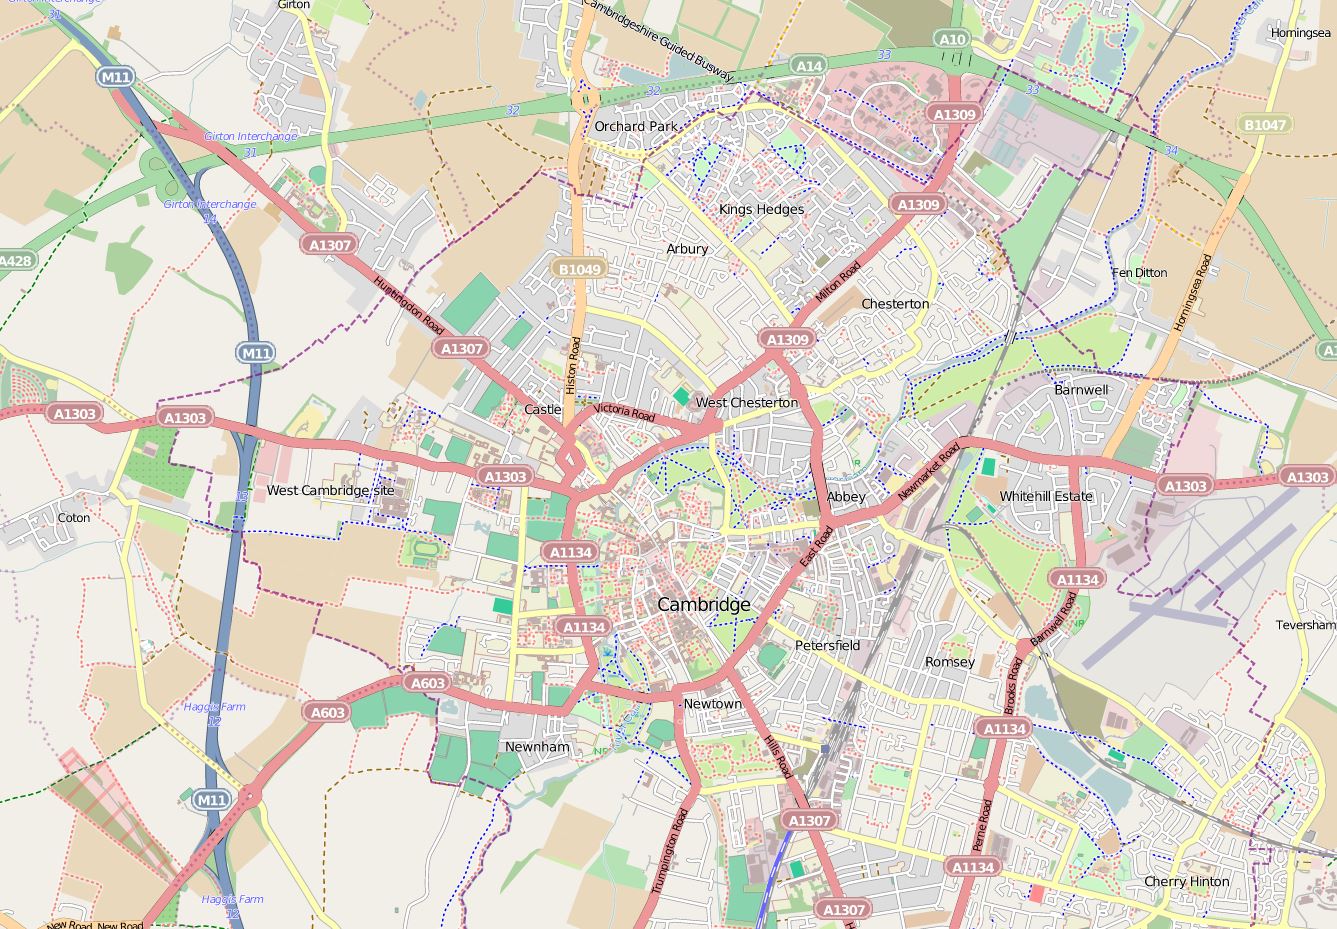 Girton Interchange
31
Girton
Cambridgeshire Guided Busway
A10
River Cam
Horningsea
M11
A14
33
32
32
33
A1309
B1047
Orchard Park
Girton Interchange
31
34
Girton Interchange
14
Kings Hedges
A1309
A1307
Arbury
A428
B1049
Fen Ditton
Huntingdon Road
Milton Road
Chesterton
Horningsea Road
M11
A1307
A1309
Histon Road
Barnwell
A1303
A1303
Castle
Victoria Road
West Chesterton
A1303
Newmarket Road
A1303
A1303
West Cambridge site
13
Abbey
Whitehill Estate
Coton
A1134
East Road
A1134
Cambridge
A1134
Barnwell Road
NR
Teversham
Petersfield
Romsey
A603
Brooks Road
Haggis Farm
12
A603
Newtown
A1134
Newnham
NR
Hills Road
M11
A1307
Trumpington Road
Perne Road
A1134
Cherry Hinton
Haggis Farm
12
A1307
New Road
New Road